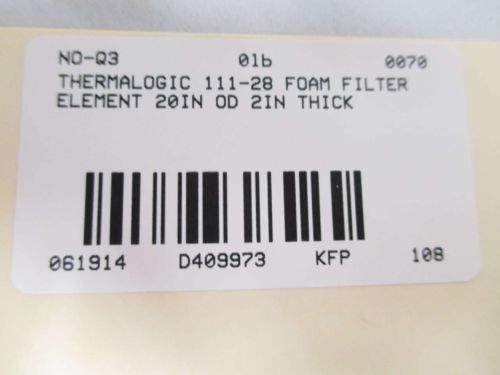 NO-Q3 01b 0070
THERMALOGIC 111-28 FOAM FILTER
ELEMENT 20IN OD 2IN THICK
061914 D409973 KFP 108